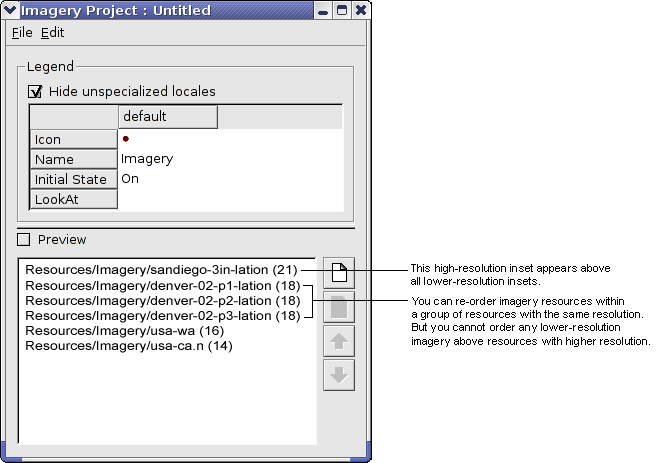 Imagery Project : Untitled
File Edit
Legend
Hide unspecialized locales
default
Icon
Name Imagery
Initial State On
LookAt
Preview
Resources/Imagery/sandiego-3in-lation (21)
Resources/Imagery/denver-02-p1-lation (18)
Resources/Imagery/denver-02-p2-lation (18)
Resources/Imagery/denver-02-p3-lation (18)
Resources/Imagery/usa-wa (16)
Resources/Imagery/usa-ca.n (14)
This high-resolution inset appears above
all lower-resolution insets.
You can re-order imagery resources within
a group of resources with the same resolution.
But you cannot order any lower-resolution
imagery above resources with higher resolution.